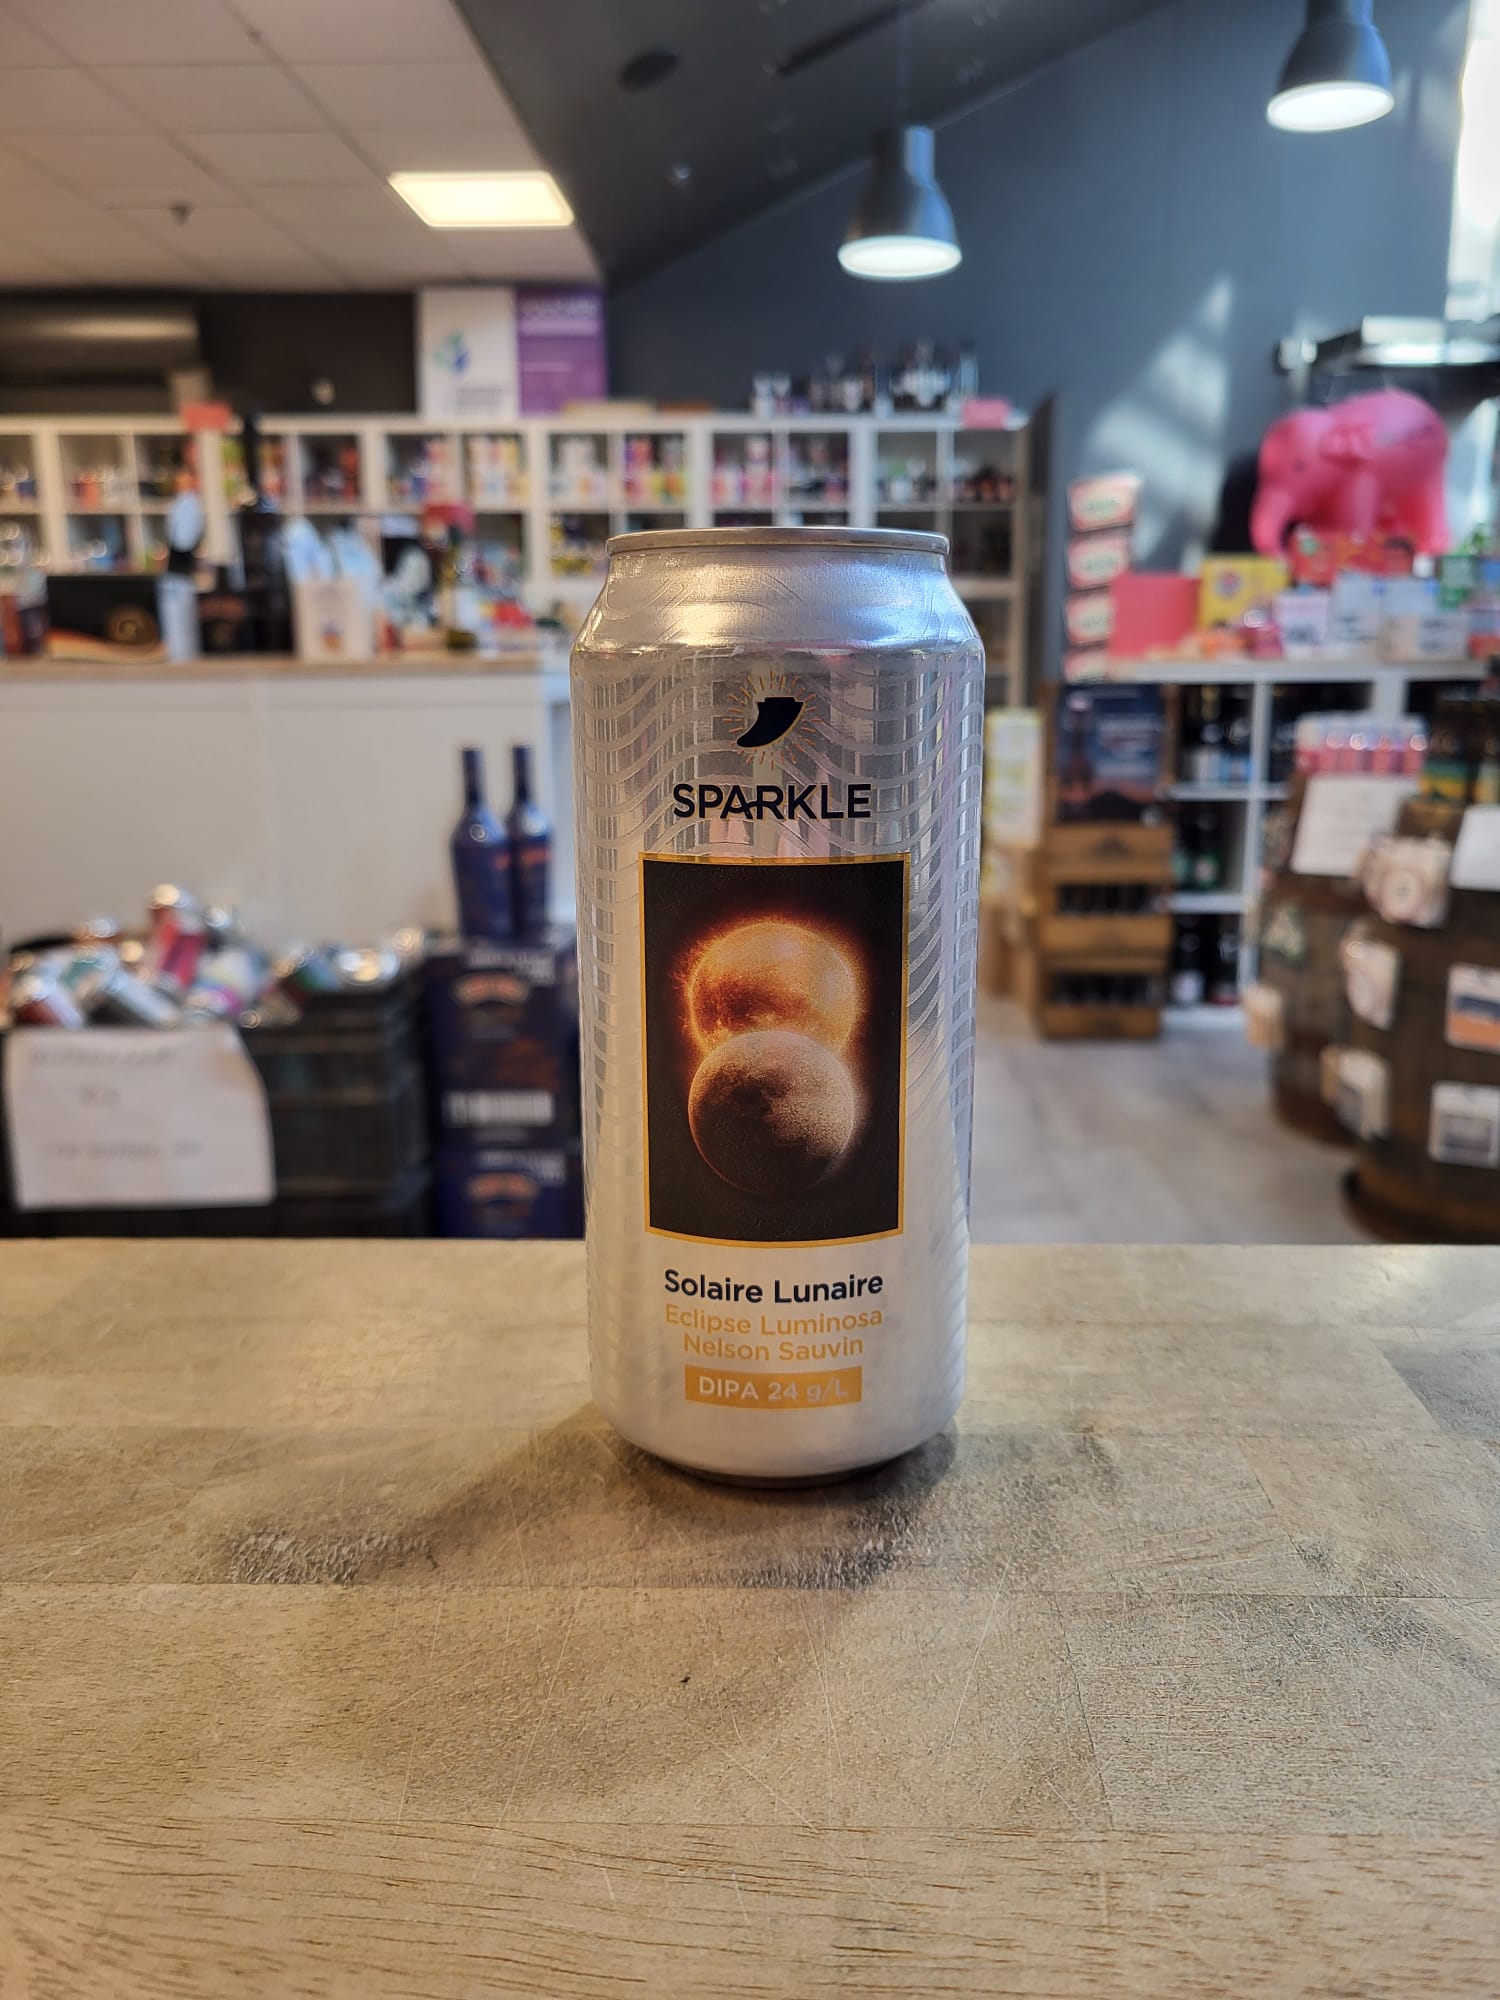 SPARKLE
Solaire Lunaire
Eclipse Luminosa
Nelson Sauvin
DIPA 24 g/L